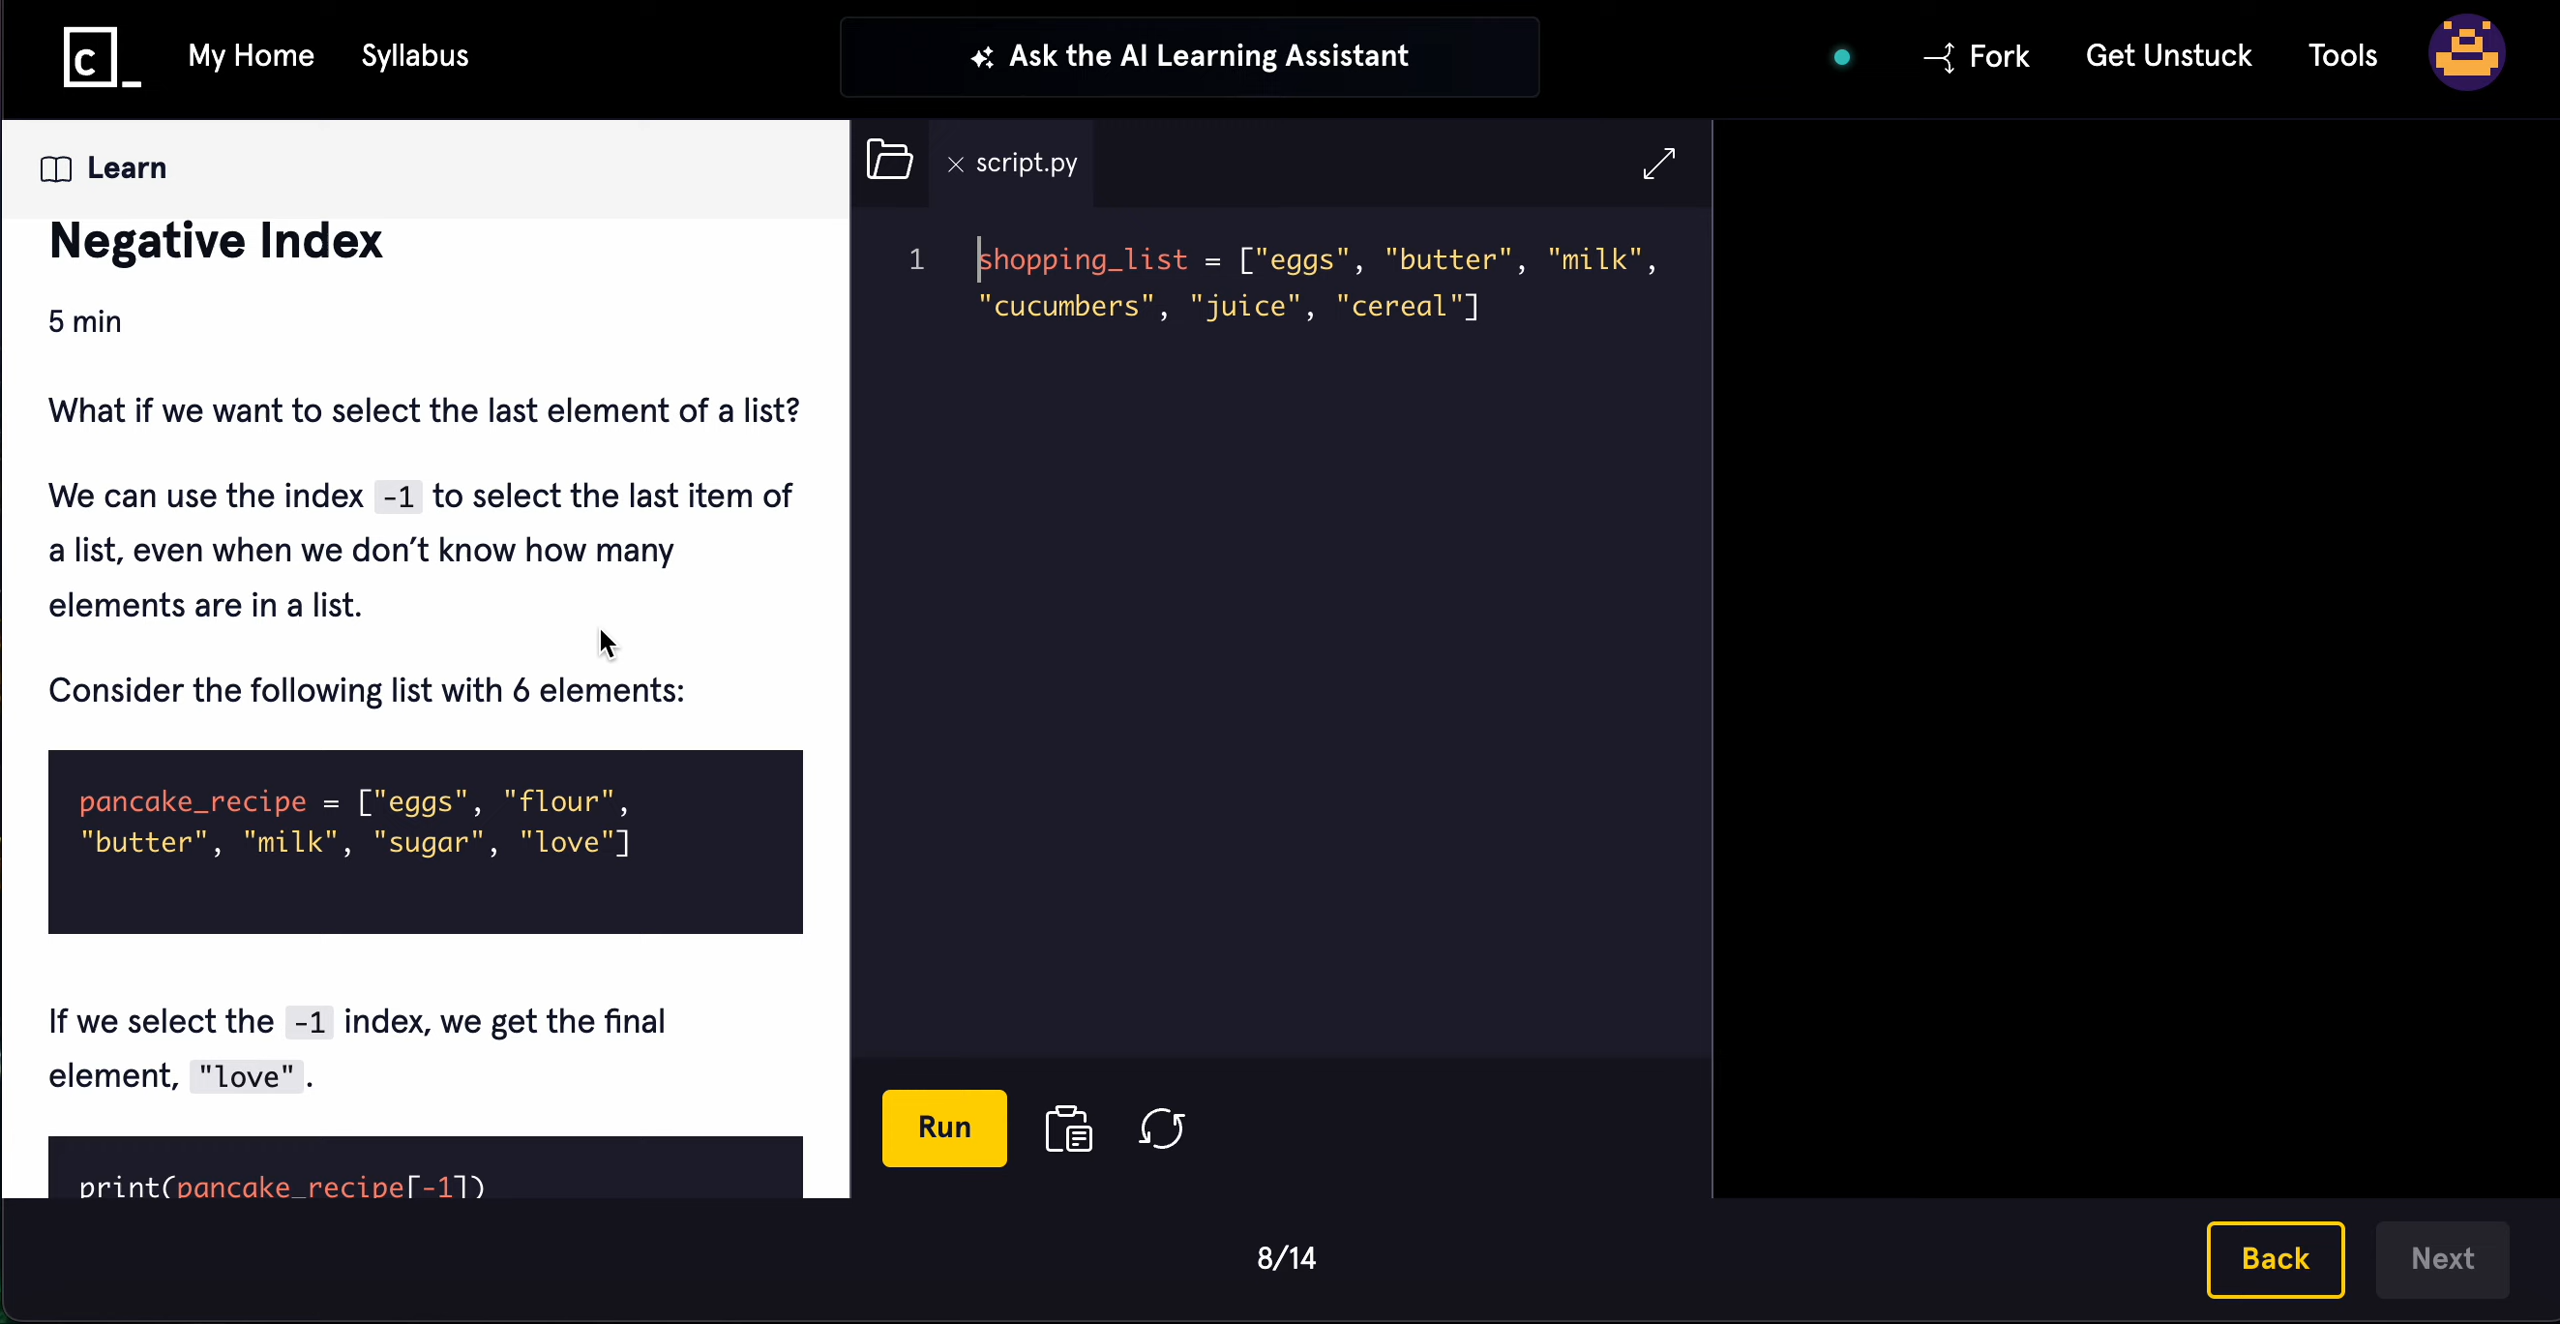 c_
My Home
Syllabus
Ask the AI Learning Assistant
Fork
Get Unstuck
Tools
Learn
Negative Index
5 min
What if we want to select the last element of a list?
We can use the index -1 to select the last item of
a list, even when we don’t know how many
elements are in a list.
Consider the following list with 6 elements:
pancake_recipe = ["eggs", "flour",
"butter", "milk", "sugar", "love"]
If we select the -1 index, we get the final
element, "love".
print(pancake_recipe[-1])
script.py
1 shopping_list = ["eggs", "butter", "milk",
"cucumbers", "juice", "cereal"]
Run
8/14
Back
Next